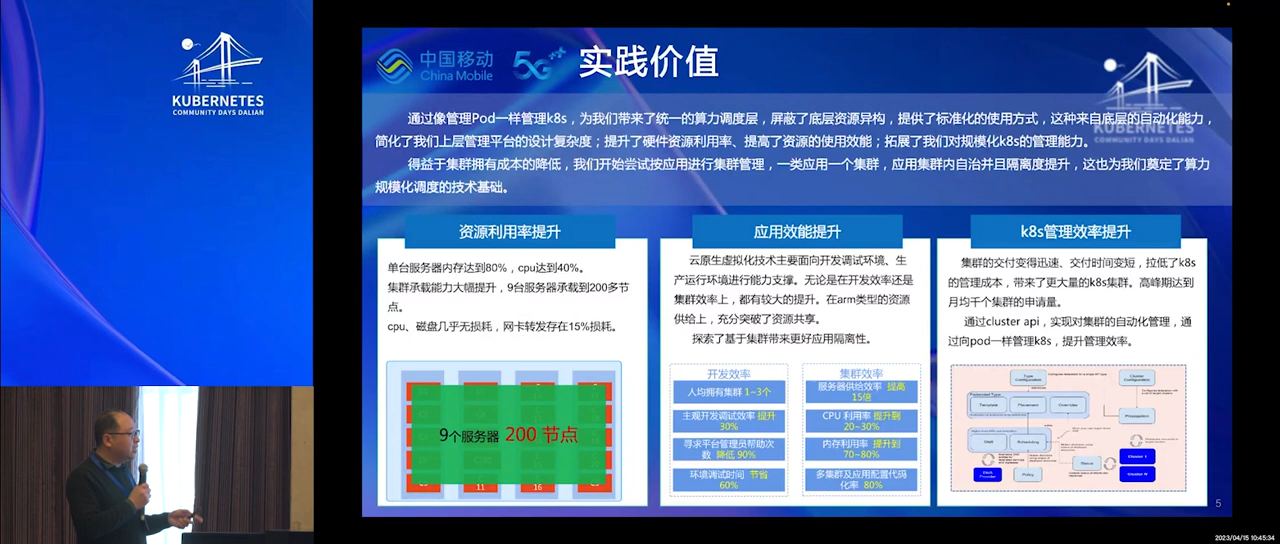 KUBERNETES
COMMUNITY DAYS DALIAN
中国移动
China Mobile
5G++
实践价值
KUBERNETES
COMMUNITY DAYS DALIAN
通过像管理Pod一样管理k8s，为我们带来了统一的算力调度层，屏蔽了底层资源异构，提供了标准化的使用方式，这种来自底层的自动化能力，
简化了我们上层管理平台的设计复杂度；提升了硬件资源利用率、提高了资源的使用效能；拓展了我们对规模化k8s的管理能力。
得益于集群拥有成本的降低，我们开始尝试按应用进行集群管理，一类应用一个集群，应用集群内自治并且隔离度提升，这也为我们奠定了算力
规模化调度的技术基础。
资源利用率提升
单台服务器内存达到80%，cpu达到40%。
集群承载能力大幅提升，9台服务器承载到200多节
点。
cpu、磁盘几乎无损耗，网卡转发存在15%损耗。
9个服务器 200 节点
11
16
应用效能提升
云原生虚拟化技术主要面向开发调试环境、生
产运行环境进行能力支撑。无论是在开发效率还是
集群效率上，都有较大的提升。在arm类型的资源
供给上，充分突破了资源共享。
探索了基于集群带来更好应用隔离性。
开发效率
人均拥有集群 1~3个
主观开发调试效率 提升
30%
寻求平台管理员帮助次
数 降低 90%
环境调试时间 节省
60%
集群效率
服务器供给效率 提高
15倍
CPU 利用率 提升到
20~30%
内存利用率 提升到
70~80%
多集群及应用配置代码
化率 80%
k8s管理效率提升
集群的交付变得迅速、交付时间变短，拉低了k8s
的管理成本，带来了更大量的k8s集群。高峰期达到
月均千个集群的申请量。
通过cluster api，实现对集群的自动化管理，通
过向pod一样管理k8s，提升管理效率。
Type
Configuration
Cluster
Configuration
Template
Placement
Overrides
Propagation
DNS
Scheduling
Status
Policy
Cluster 1
Cluster N
5
2023/04/15 10:45:34